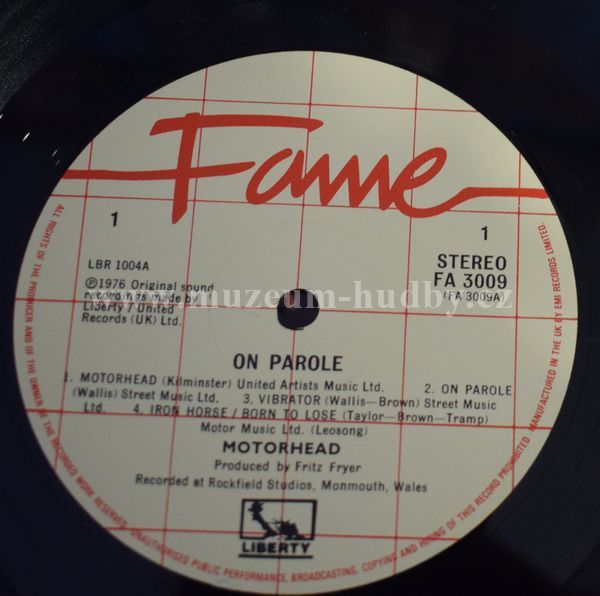 Fame
1
1
LBR 1004A
STEREO
FA 3009
(FA 3009A)
℗1976 Original sound
recordings made by
Liberty / United
Records (UK) Ltd.
www.muzeum-hudby.cz
ON PAROLE
1. MOTORHEAD (Kilminster) United Artists Music Ltd. 2. ON PAROLE
(Wallis) Street Music Ltd. 3. VIBRATOR (Wallis–Brown) Street Music
Ltd. 4. IRON HORSE / BORN TO LOSE (Taylor–Brown–Tramp)
Motor Music Ltd. (Leosong)
MOTORHEAD
Produced by Fritz Fryer
Recorded at Rockfield Studios, Monmouth, Wales
LIBERTY
ALL RIGHTS OF THE PRODUCER AND OF THE OWNER OF THE RECORDED WORK RESERVED. UNAUTHORISED PUBLIC PERFORMANCE, BROADCASTING, COPYING AND HIRING OF THIS RECORD PROHIBITED. MANUFACTURED IN THE UK BY EMI RECORDS LIMITED.